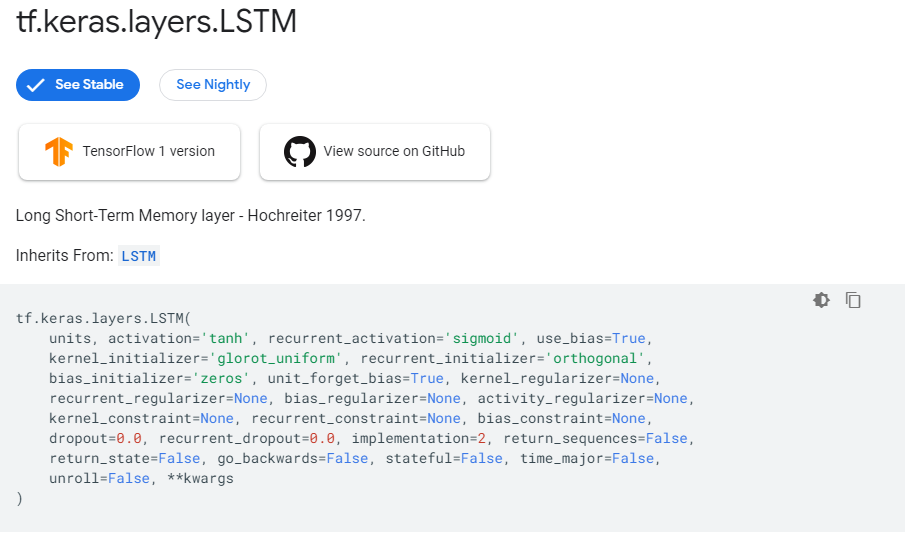 tf.keras.layers.LSTM
See Stable
See Nightly
TensorFlow 1 version
View source on GitHub
Long Short-Term Memory layer - Hochreiter 1997.
Inherits From: LSTM
tf.keras.layers.LSTM(
    units, activation='tanh', recurrent_activation='sigmoid', use_bias=True,
    kernel_initializer='glorot_uniform', recurrent_initializer='orthogonal',
    bias_initializer='zeros', unit_forget_bias=True, kernel_regularizer=None,
    recurrent_regularizer=None, bias_regularizer=None, activity_regularizer=None,
    kernel_constraint=None, recurrent_constraint=None, bias_constraint=None,
    dropout=0.0, recurrent_dropout=0.0, implementation=2, return_sequences=False,
    return_state=False, go_backwards=False, stateful=False, time_major=False,
    unroll=False, **kwargs
)